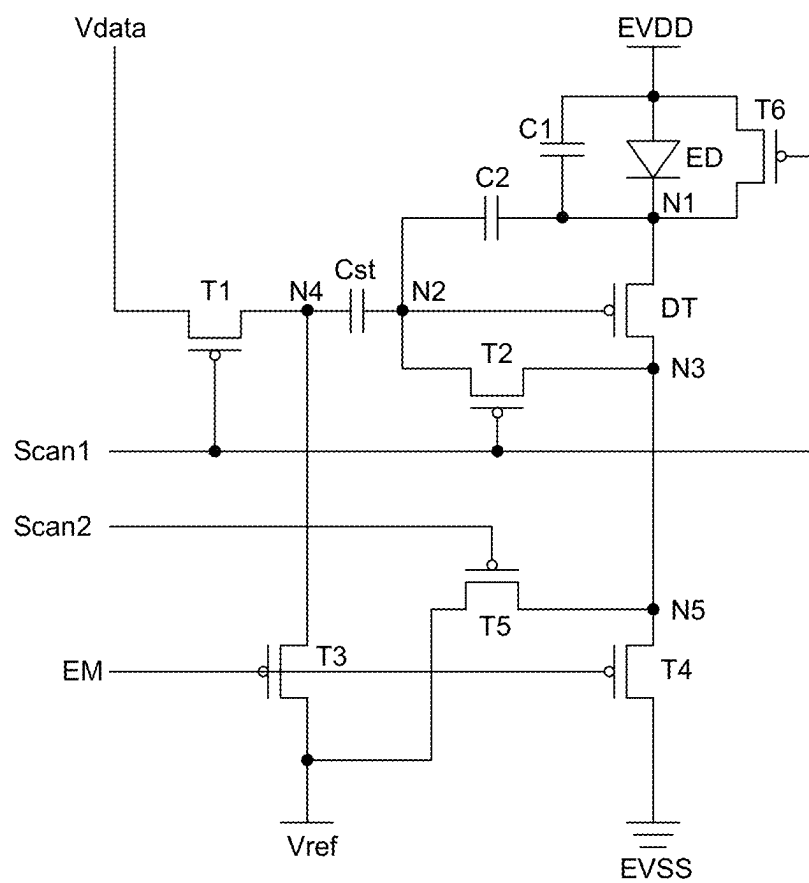 Vdata
EVDD
T6
C1
ED
C2
N1
Cst
T1
N4
N2
DT
T2
N3
Scan1
Scan2
N5
T5
T3
EM
T4
Vref
EVSS